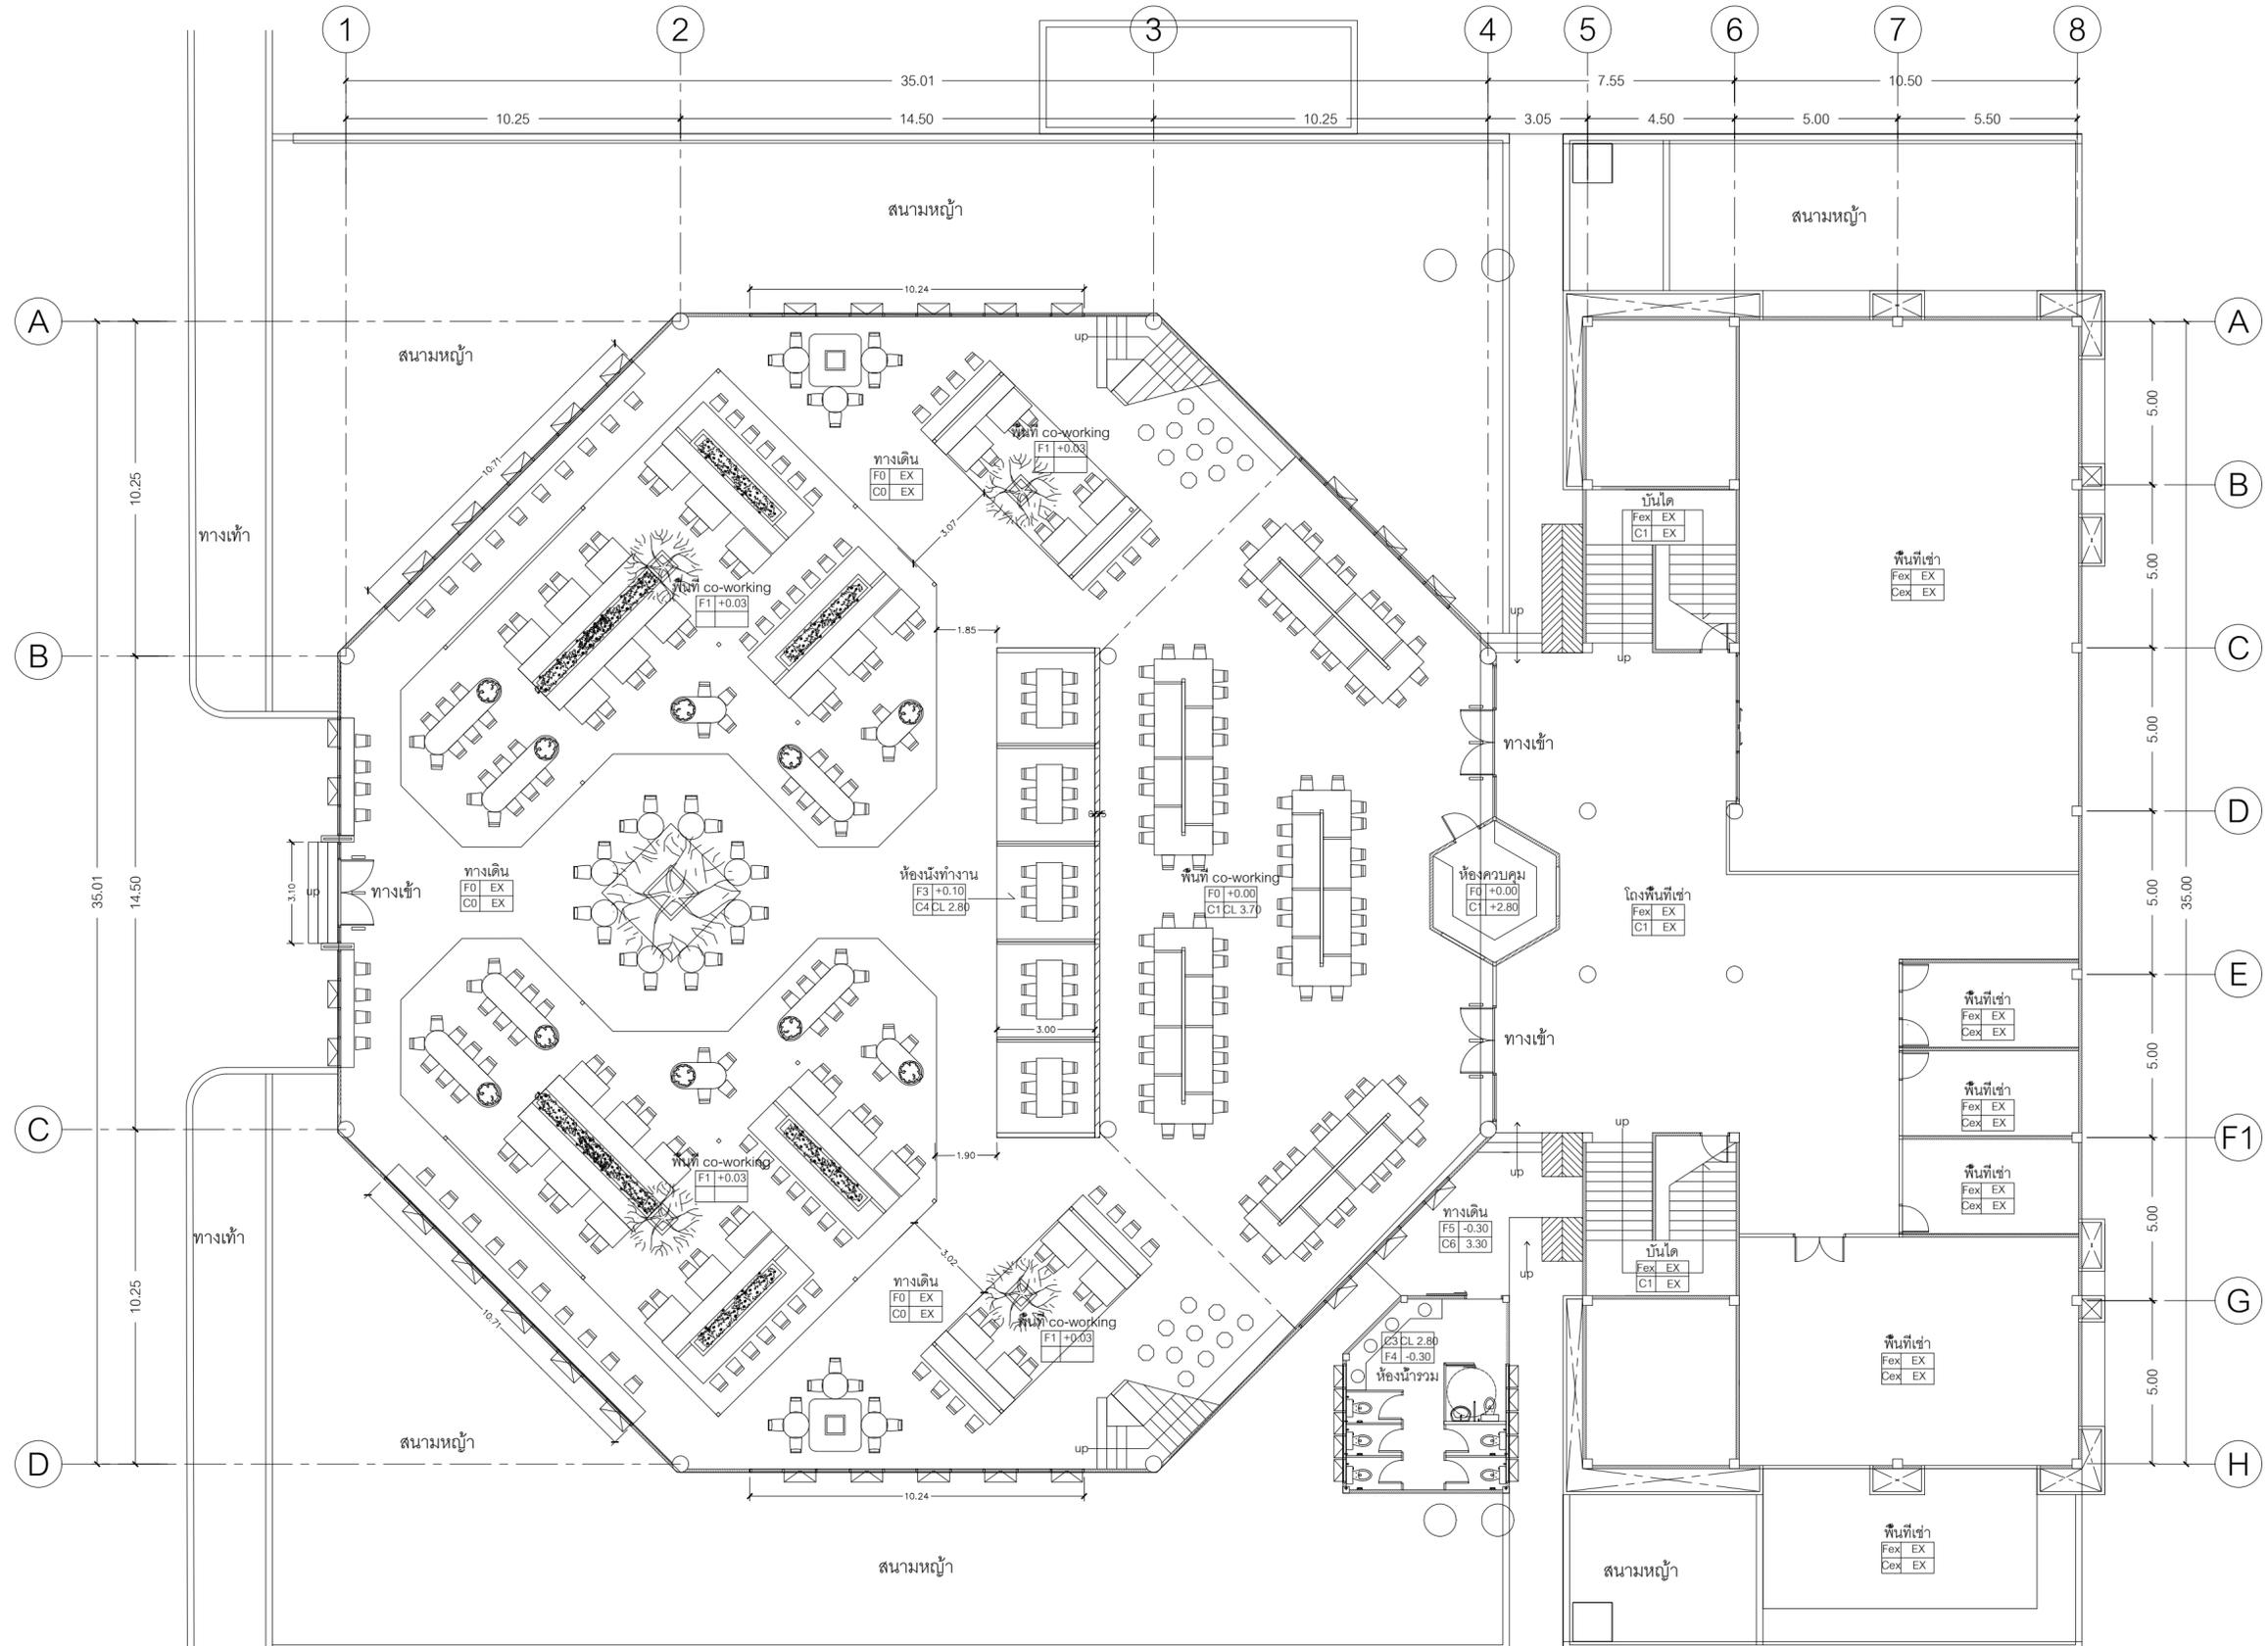 1 2 3 4 5 6 7 8
35.01 7.55 10.50
10.25 14.50 10.25 3.05 4.50 5.00 5.50
สนามหญ้า
สนามหญ้า
10.24
A
A
up
สนามหญ้า
5.00
พื้นที่ co-working
F1 +0.03
ทางเดิน
F0 EX
C0 EX
10.71
10.25
B
บันได
Fex EX
C1 EX
3.07
ทางเท้า
พื้นที่เช่า
Fex EX
Cex EX
5.00
พื้นที่ co-working
F1 +0.03
up
1.85
B
C
up
5.00
ทางเข้า
D
ห้องนั่งทำงาน
F3 +0.10
C4 CL 2.80
พื้นที่ co-working
F0 +0.00
C1 CL 3.70
ห้องควบคุม
F0 +0.00
C1 +2.80
ทางเดิน
F0 EX
C0 EX
3.10
up
ทางเข้า
35.01
14.50
โถงพื้นที่เช่า
Fex EX
C1 EX
5.00
35.00
E
พื้นที่เช่า
Fex EX
Cex EX
3.00
ทางเข้า
5.00
พื้นที่เช่า
Fex EX
Cex EX
C
up
F1
1.90
พื้นที่ co-working
F1 +0.03
up
พื้นที่เช่า
Fex EX
Cex EX
10.71
ทางเดิน
F5 -0.30
C6 3.30
5.00
ทางเท้า
บันได
Fex EX
C1 EX
up
3.02
ทางเดิน
F0 EX
C0 EX
10.25
G
พื้นที่ co-working
F1 +0.03
C3 CL 2.80
F4 -0.30
ห้องน้ำรวม
พื้นที่เช่า
Fex EX
Cex EX
5.00
สนามหญ้า
up
D
H
10.24
สนามหญ้า
สนามหญ้า
พื้นที่เช่า
Fex EX
Cex EX